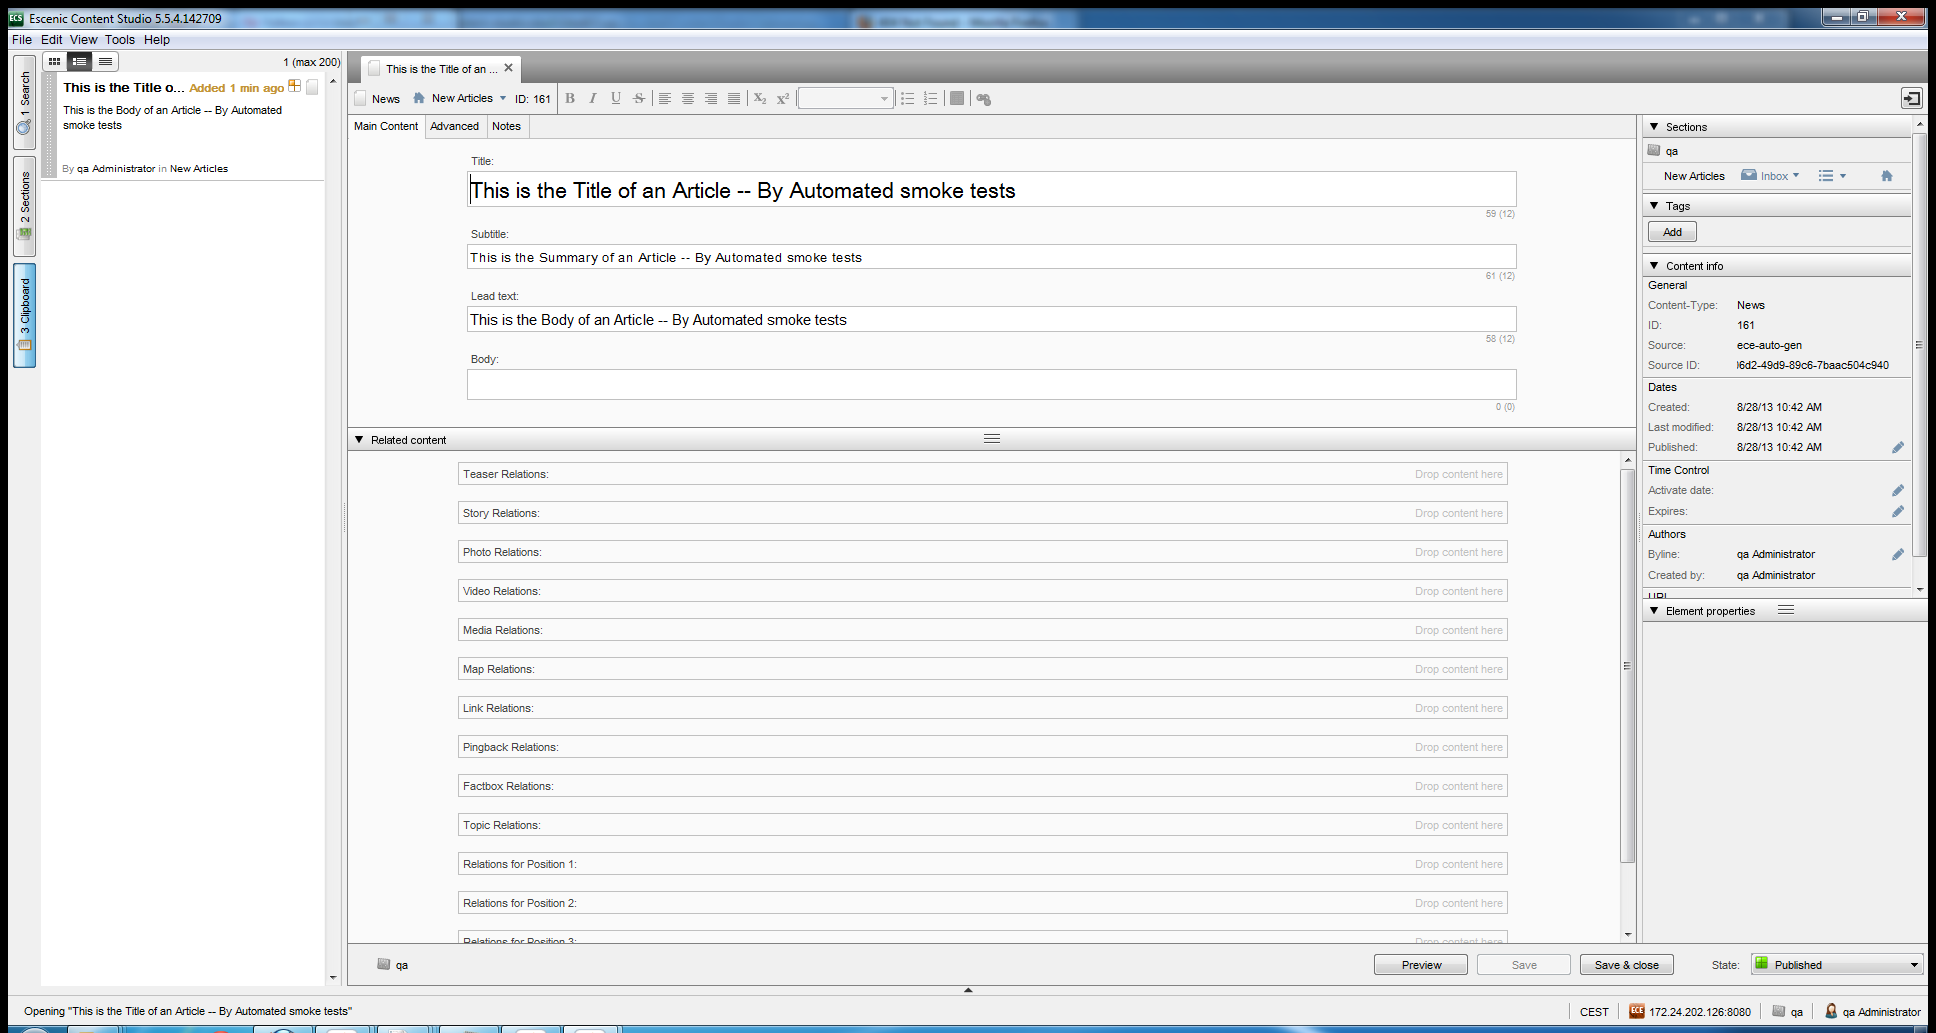 Escenic Content Studio 5.5.4.142709
File Edit View Tools Help
1 Search
2 Sections
3 Clipboard
1 (max 200)
This is the Title o... Added 1 min ago
This is the Body of an Article -- By Automated
smoke tests
By qa Administrator in New Articles
This is the Title of an ...
News New Articles ID: 161
B I U S X2 X2
Main Content Advanced Notes
Title:
This is the Title of an Article -- By Automated smoke tests
59 (12)
Subtitle:
This is the Summary of an Article -- By Automated smoke tests
61 (12)
Lead text:
This is the Body of an Article -- By Automated smoke tests
58 (12)
Body:
0 (0)
Related content
Teaser Relations: Drop content here
Story Relations: Drop content here
Photo Relations: Drop content here
Video Relations: Drop content here
Media Relations: Drop content here
Map Relations: Drop content here
Link Relations: Drop content here
Pingback Relations: Drop content here
Factbox Relations: Drop content here
Topic Relations: Drop content here
Relations for Position 1: Drop content here
Relations for Position 2: Drop content here
Relations for Position 3: Drop content here
Sections
qa
New Articles Inbox
Tags
Add
Content info
General
Content-Type: News
ID: 161
Source: ece-auto-gen
Source ID: 6d2-49d9-89c6-7baac504c940
Dates
Created: 8/28/13 10:42 AM
Last modified: 8/28/13 10:42 AM
Published: 8/28/13 10:42 AM
Time Control
Activate date:
Expires:
Authors
Byline: qa Administrator
Created by: qa Administrator
URL
Element properties
qa
Preview Save Save & close State: Published
Opening "This is the Title of an Article -- By Automated smoke tests"
CEST ECE 172.24.202.126:8080 qa qa Administrator